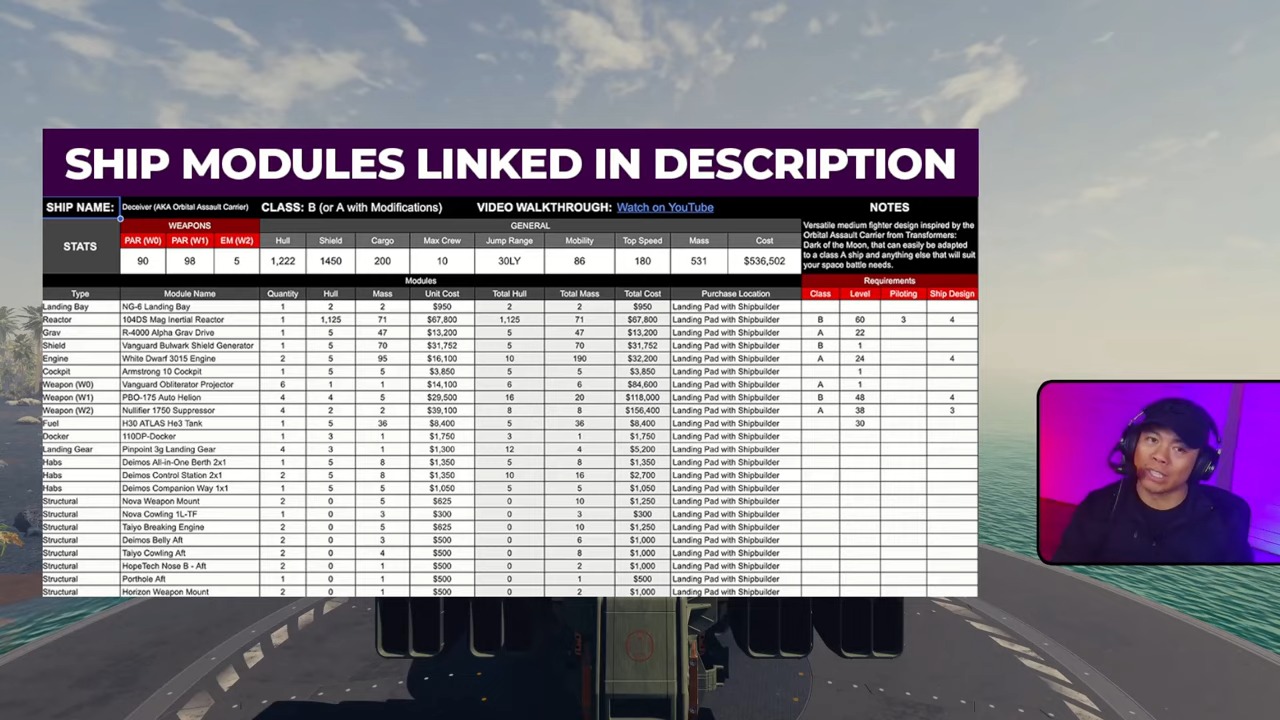 SHIP MODULES LINKED IN DESCRIPTION
SHIP NAME: Deceiver (AKA Orbital Assault Carrier) CLASS: B (or A with Modifications) VIDEO WALKTHROUGH: Watch on YouTube NOTES
STATS WEAPONS GENERAL Versatile medium fighter design inspired by the
Orbital Assault Carrier from Transformers:
Dark of the Moon, that can easily be adapted
to a class A ship and anything else that will suit
your space battle needs.
PAR (W0) PAR (W1) EM (W2) Hull Shield Cargo Max Crew Jump Range Mobility Top Speed Mass Cost
90 98 5 1,222 1450 200 10 30LY 86 180 531 $536,502
Modules Requirements
Type Module Name Quantity Hull Mass Unit Cost Total Hull Total Mass Total Cost Purchase Location Class Level Piloting Ship Design
Landing Bay NG-6 Landing Bay 1 2 2 $950 2 2 $950 Landing Pad with Shipbuilder
Reactor 104DS Mag Inertial Reactor 1 1,125 71 $67,800 1,125 71 $67,800 Landing Pad with Shipbuilder B 60 3 4
Grav R-4000 Alpha Grav Drive 1 5 47 $13,200 5 47 $13,200 Landing Pad with Shipbuilder A 22
Shield Vanguard Bulwark Shield Generator 1 5 70 $31,752 5 70 $31,752 Landing Pad with Shipbuilder B 1
Engine White Dwarf 3015 Engine 2 5 95 $16,100 10 190 $32,200 Landing Pad with Shipbuilder A 24 4
Cockpit Armstrong 10 Cockpit 1 5 5 $3,850 5 5 $3,850 Landing Pad with Shipbuilder 1
Weapon (W0) Vanguard Obliterator Projector 6 1 1 $14,100 6 6 $84,600 Landing Pad with Shipbuilder A 1
Weapon (W1) PBO-175 Auto Helion 4 4 5 $29,500 16 20 $118,000 Landing Pad with Shipbuilder B 48 4
Weapon (W2) Nullifier 1750 Suppressor 4 2 2 $39,100 8 8 $156,400 Landing Pad with Shipbuilder A 38 3
Fuel H30 ATLAS He3 Tank 1 5 36 $8,400 5 36 $8,400 Landing Pad with Shipbuilder 30
Docker 110DP-Docker 1 3 1 $1,750 3 1 $1,750 Landing Pad with Shipbuilder
Landing Gear Pinpoint 3g Landing Gear 4 3 1 $1,300 12 4 $5,200 Landing Pad with Shipbuilder
Habs Deimos All-in-One Berth 2x1 1 5 8 $1,350 5 8 $1,350 Landing Pad with Shipbuilder
Habs Deimos Control Station 2x1 2 5 8 $1,350 10 16 $2,700 Landing Pad with Shipbuilder
Habs Deimos Companion Way 1x1 1 5 5 $1,050 5 5 $1,050 Landing Pad with Shipbuilder
Structural Nova Weapon Mount 2 0 5 $625 0 10 $1,250 Landing Pad with Shipbuilder
Structural Nova Cowling 1L-TF 1 0 3 $300 0 3 $300 Landing Pad with Shipbuilder
Structural Taiyo Breaking Engine 2 0 5 $625 0 10 $1,250 Landing Pad with Shipbuilder
Structural Deimos Belly Aft 2 0 3 $500 0 6 $1,000 Landing Pad with Shipbuilder
Structural Taiyo Cowling Aft 2 0 4 $500 0 8 $1,000 Landing Pad with Shipbuilder
Structural HopeTech Nose B - Aft 2 0 1 $500 0 2 $1,000 Landing Pad with Shipbuilder
Structural Porthole Aft 1 0 1 $500 0 1 $500 Landing Pad with Shipbuilder
Structural Horizon Weapon Mount 2 0 1 $500 0 2 $1,000 Landing Pad with Shipbuilder